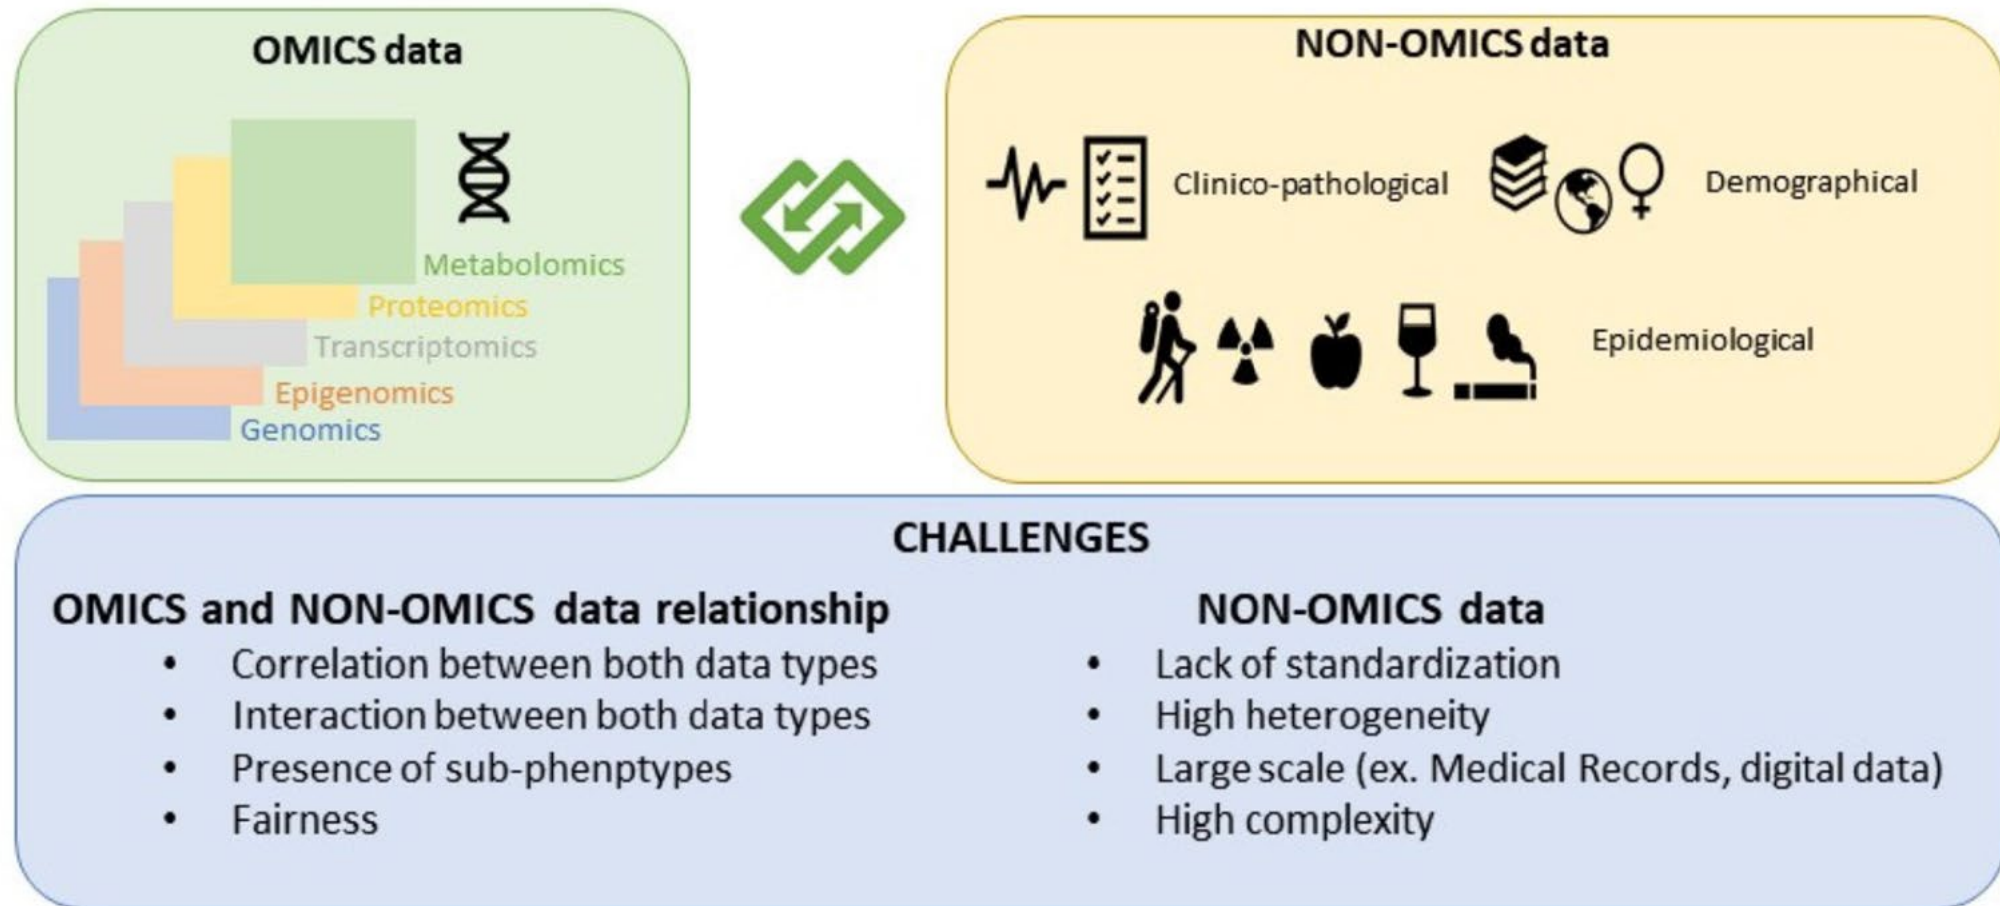 OMICS data
Metabolomics
Proteomics
Transcriptomics
Epigenomics
Genomics
NON-OMICS data
Clinico-pathological
Demographical
Epidemiological
CHALLENGES
OMICS and NON-OMICS data relationship
• Correlation between both data types
• Interaction between both data types
• Presence of sub-phenptypes
• Fairness
NON-OMICS data
• Lack of standardization
• High heterogeneity
• Large scale (ex. Medical Records, digital data)
• High complexity